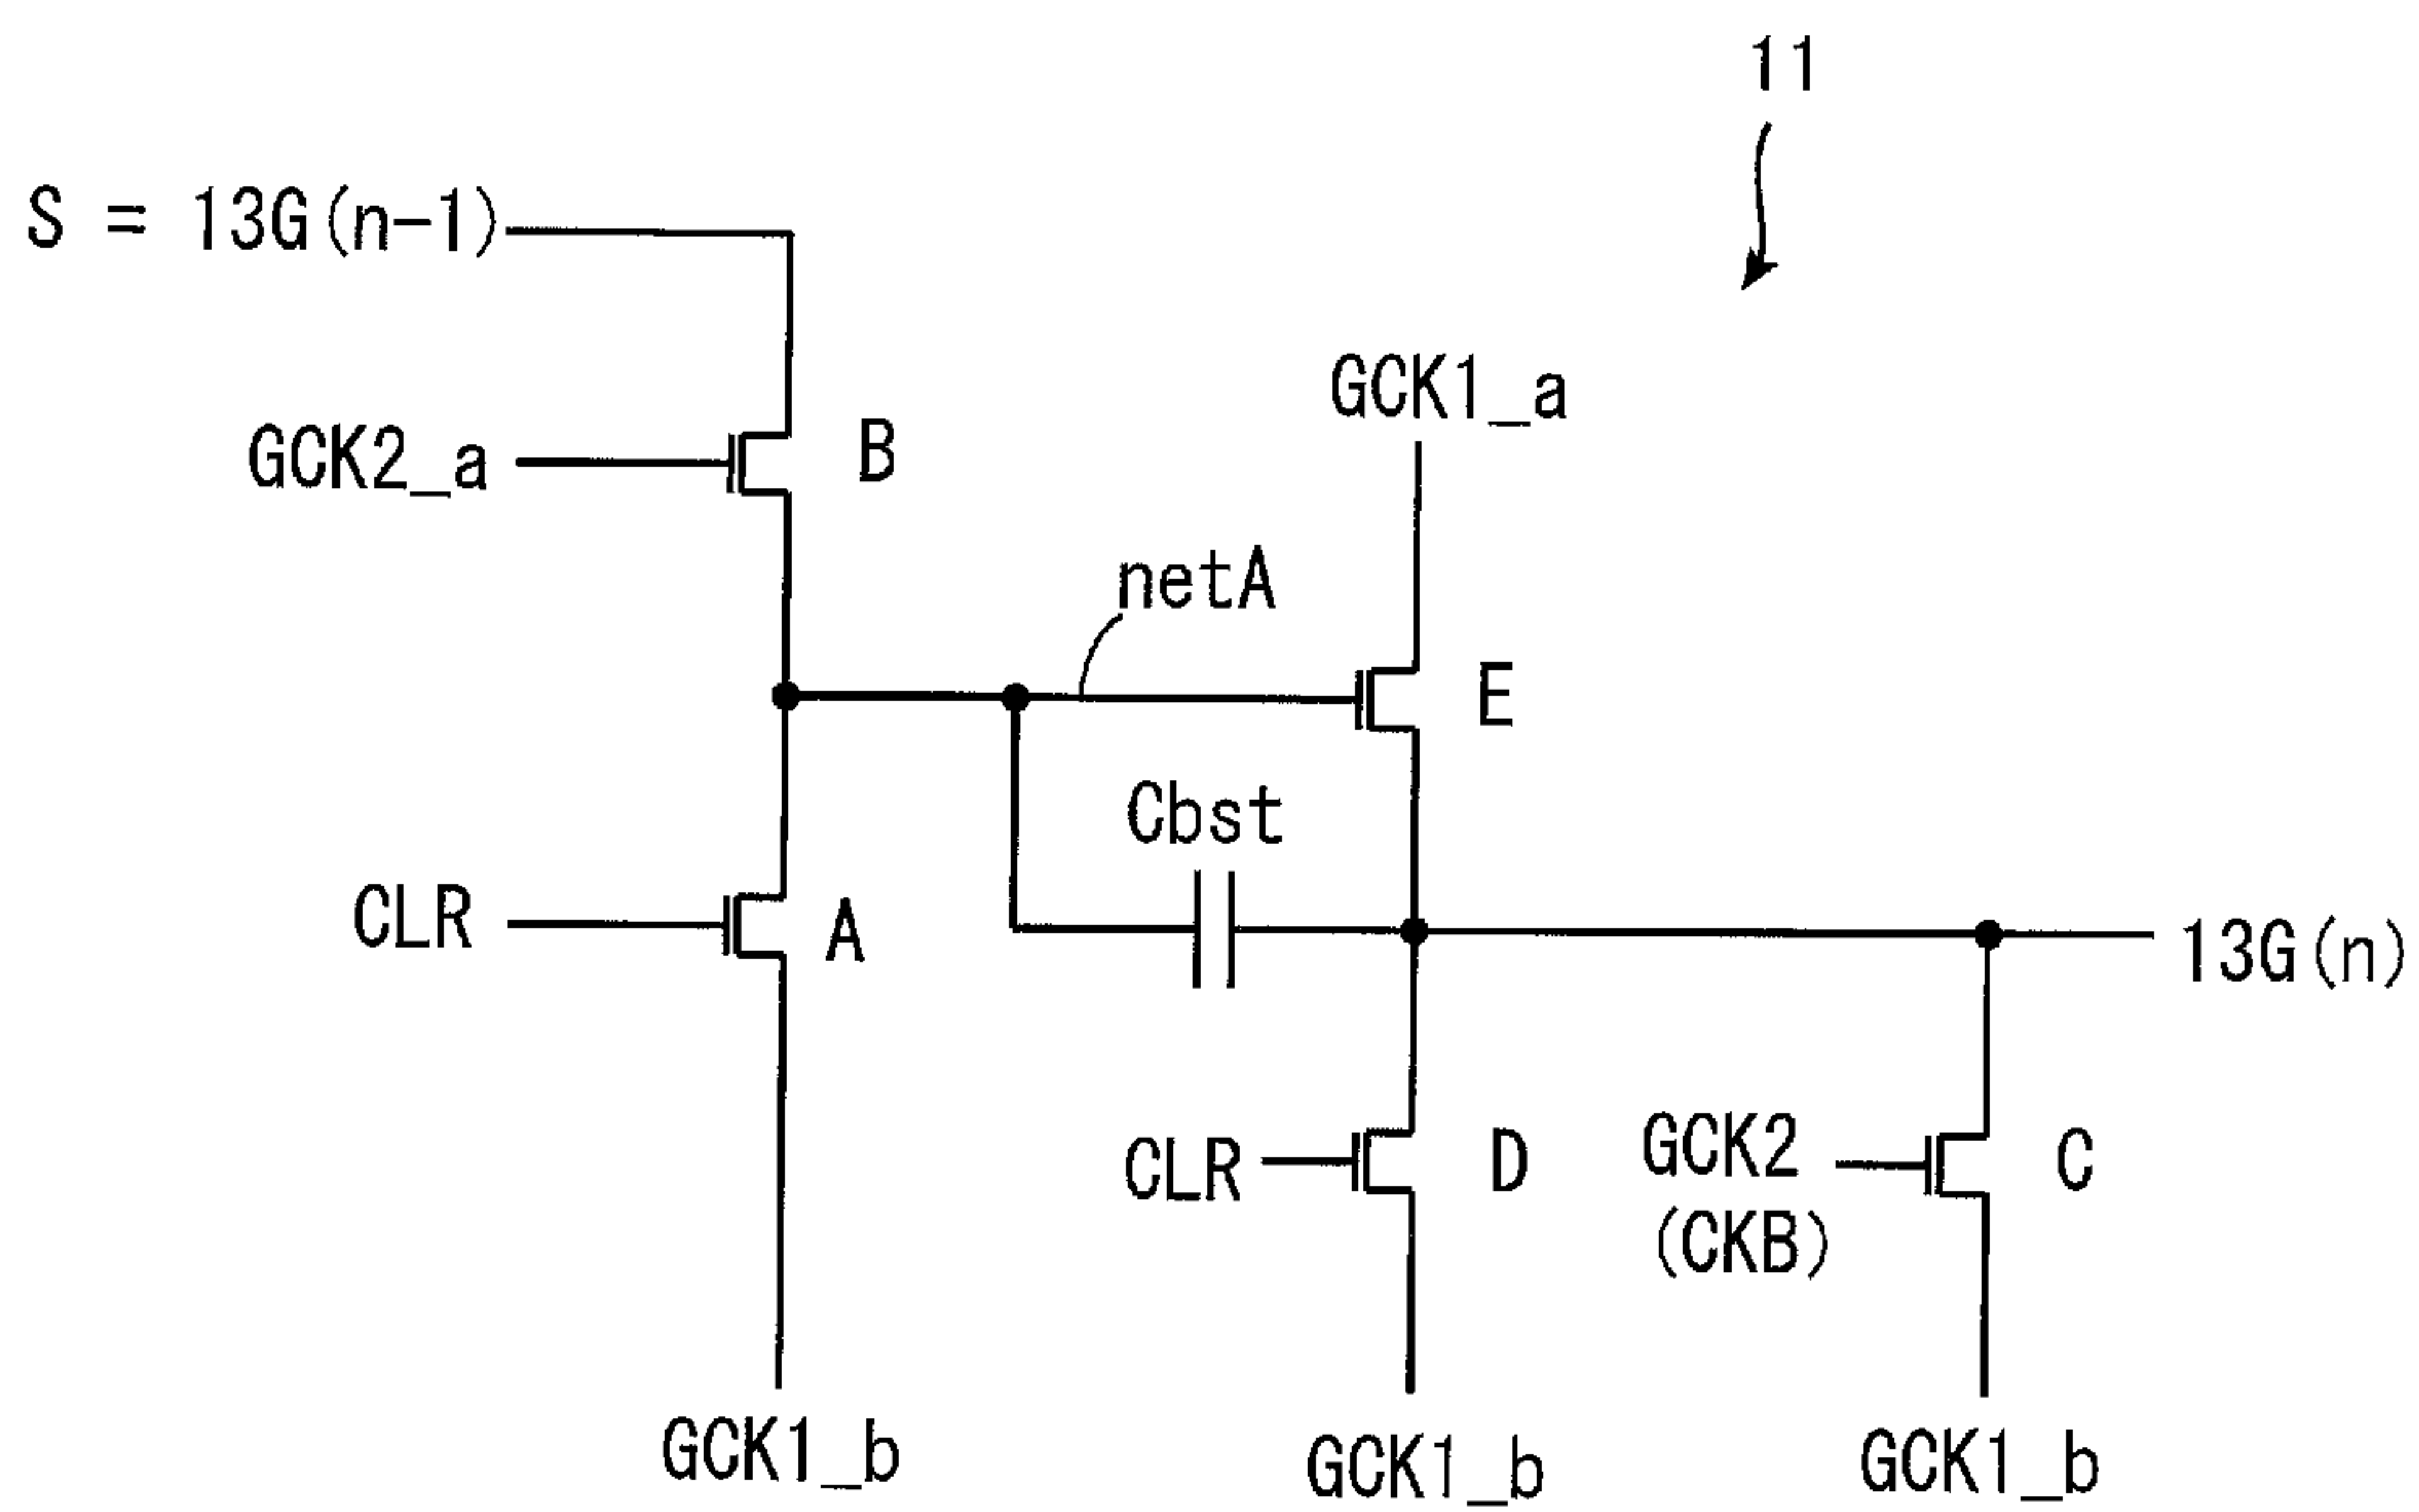 11
S = 13G(n-1)
GCK1_a
GCK2_a
B
netA
E
Cbst
CLR
A
13G(n)
CLR
D
GCK2
(CKB)
C
GCK1_b
GCK1_b
GCK1_b